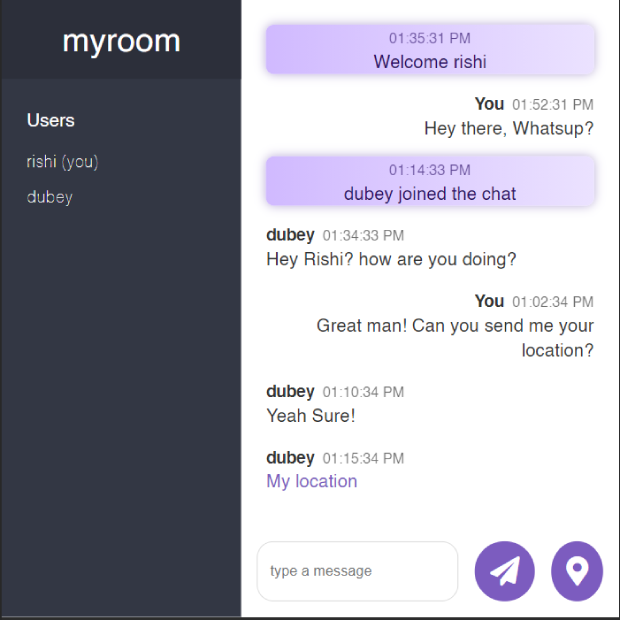 myroom
Users
rishi (you)
dubey
01:35:31 PM
Welcome rishi
You 01:52:31 PM
Hey there, Whatsup?
01:14:33 PM
dubey joined the chat
dubey 01:34:33 PM
Hey Rishi? how are you doing?
You 01:02:34 PM
Great man! Can you send me your
location?
dubey 01:10:34 PM
Yeah Sure!
dubey 01:15:34 PM
My location
type a message